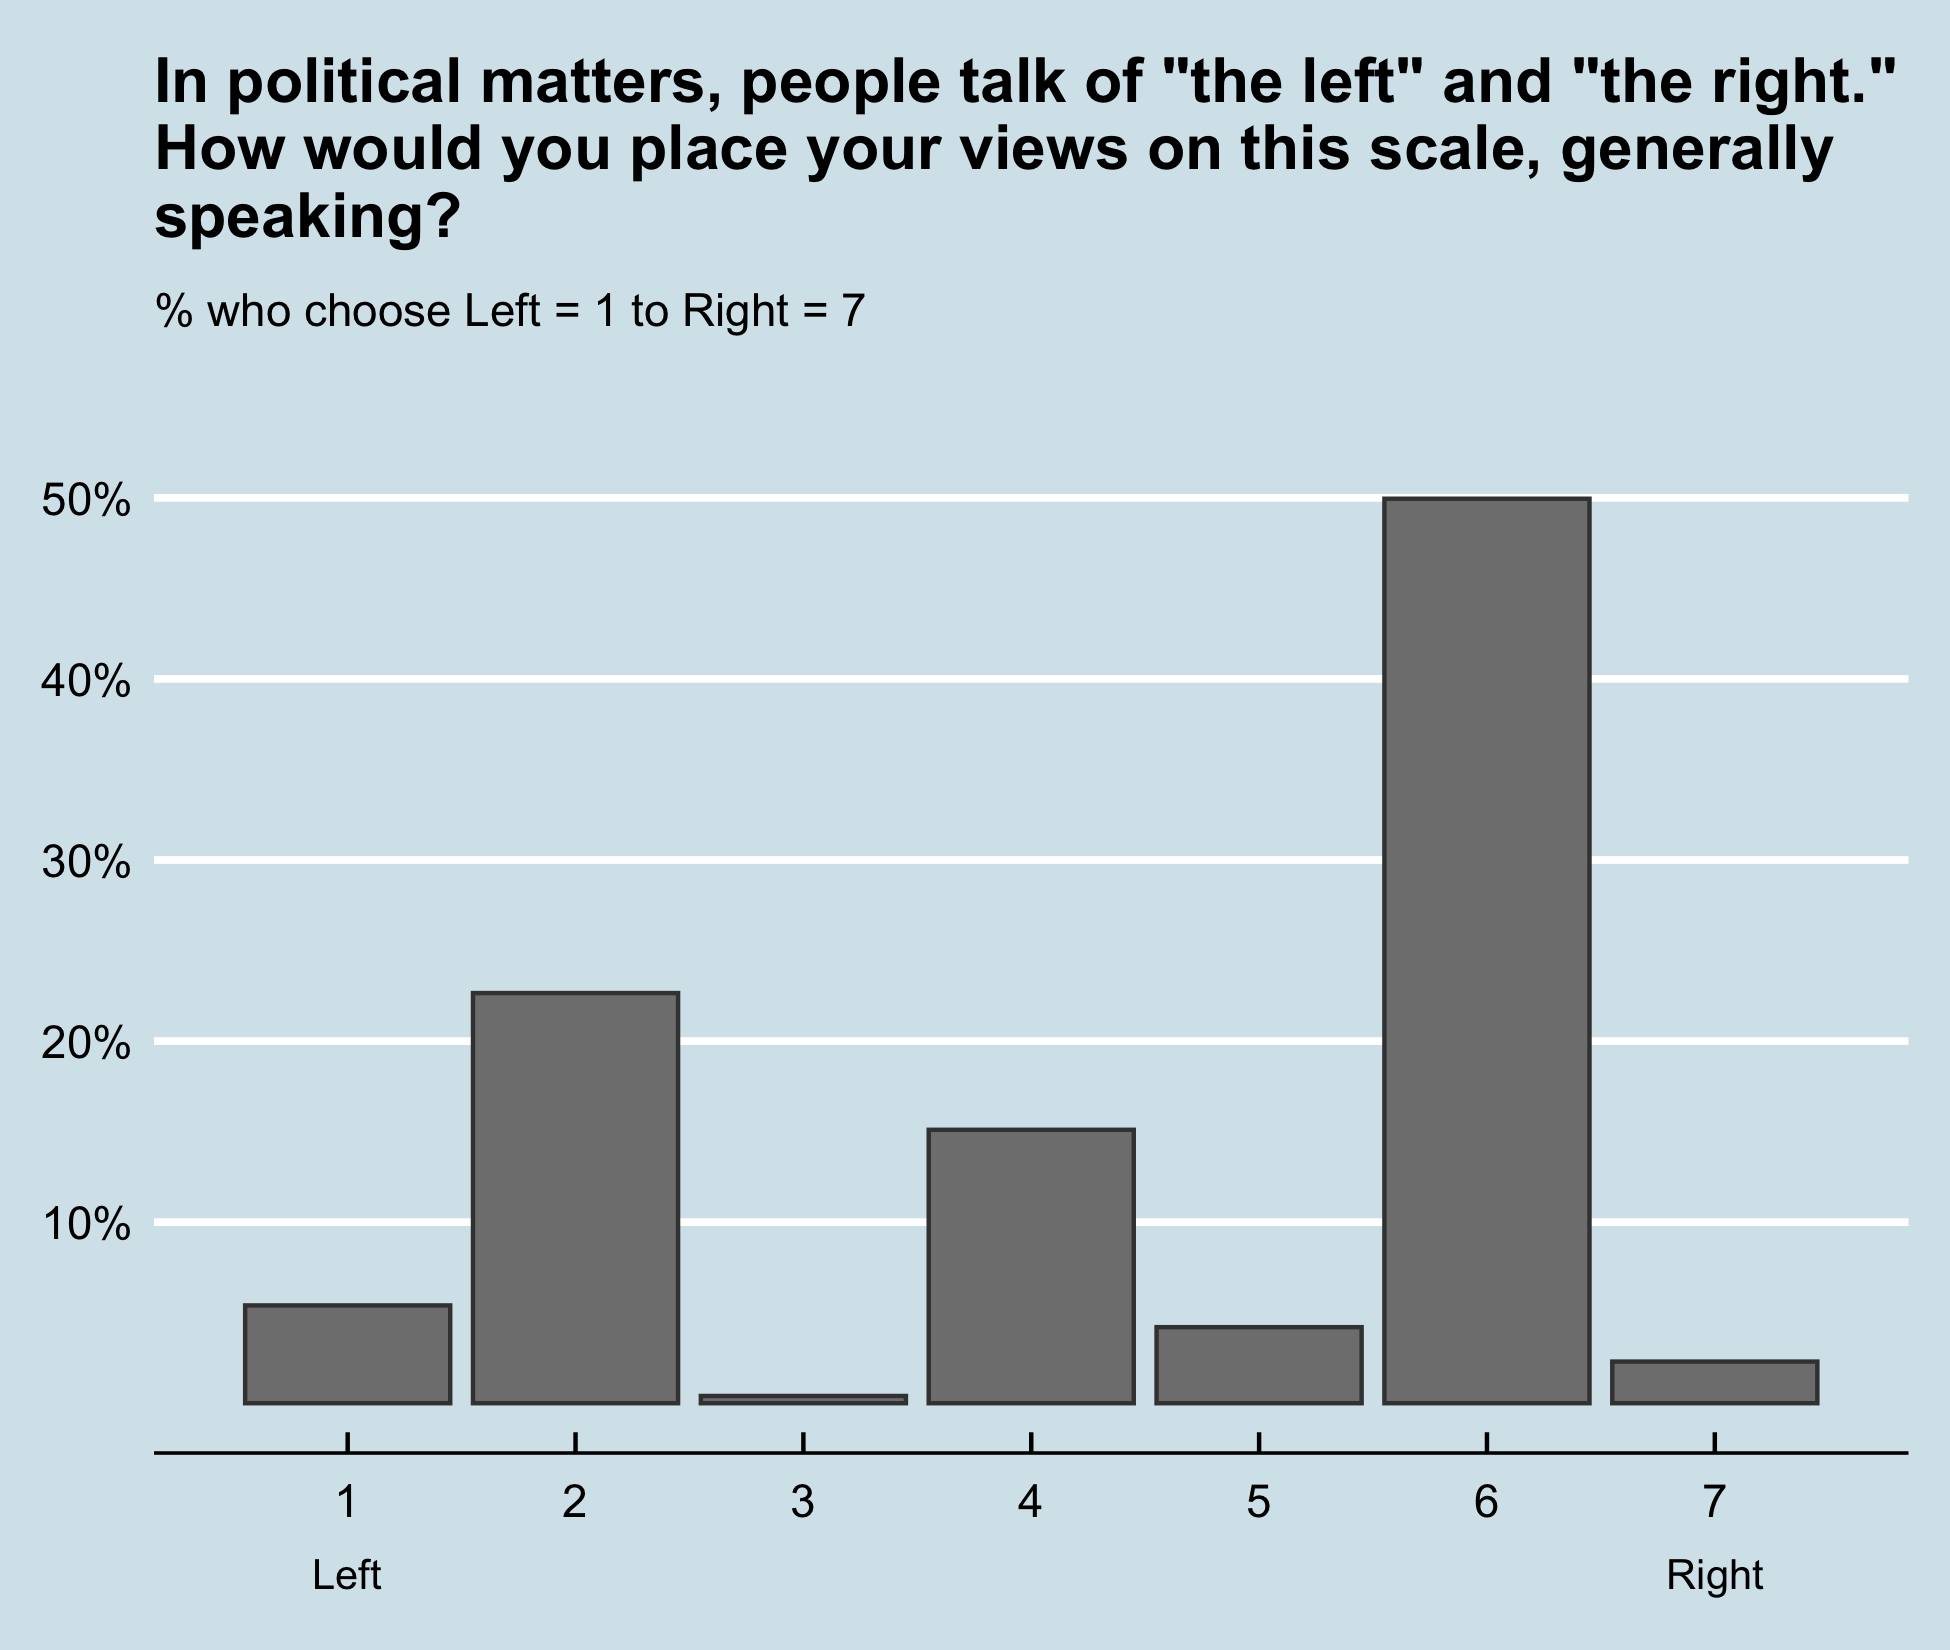 In political matters, people talk of "the left" and "the right."
How would you place your views on this scale, generally
speaking?
% who choose Left = 1 to Right = 7
50%
40%
30%
20%
10%
1 2 3 4 5 6 7
Left Right